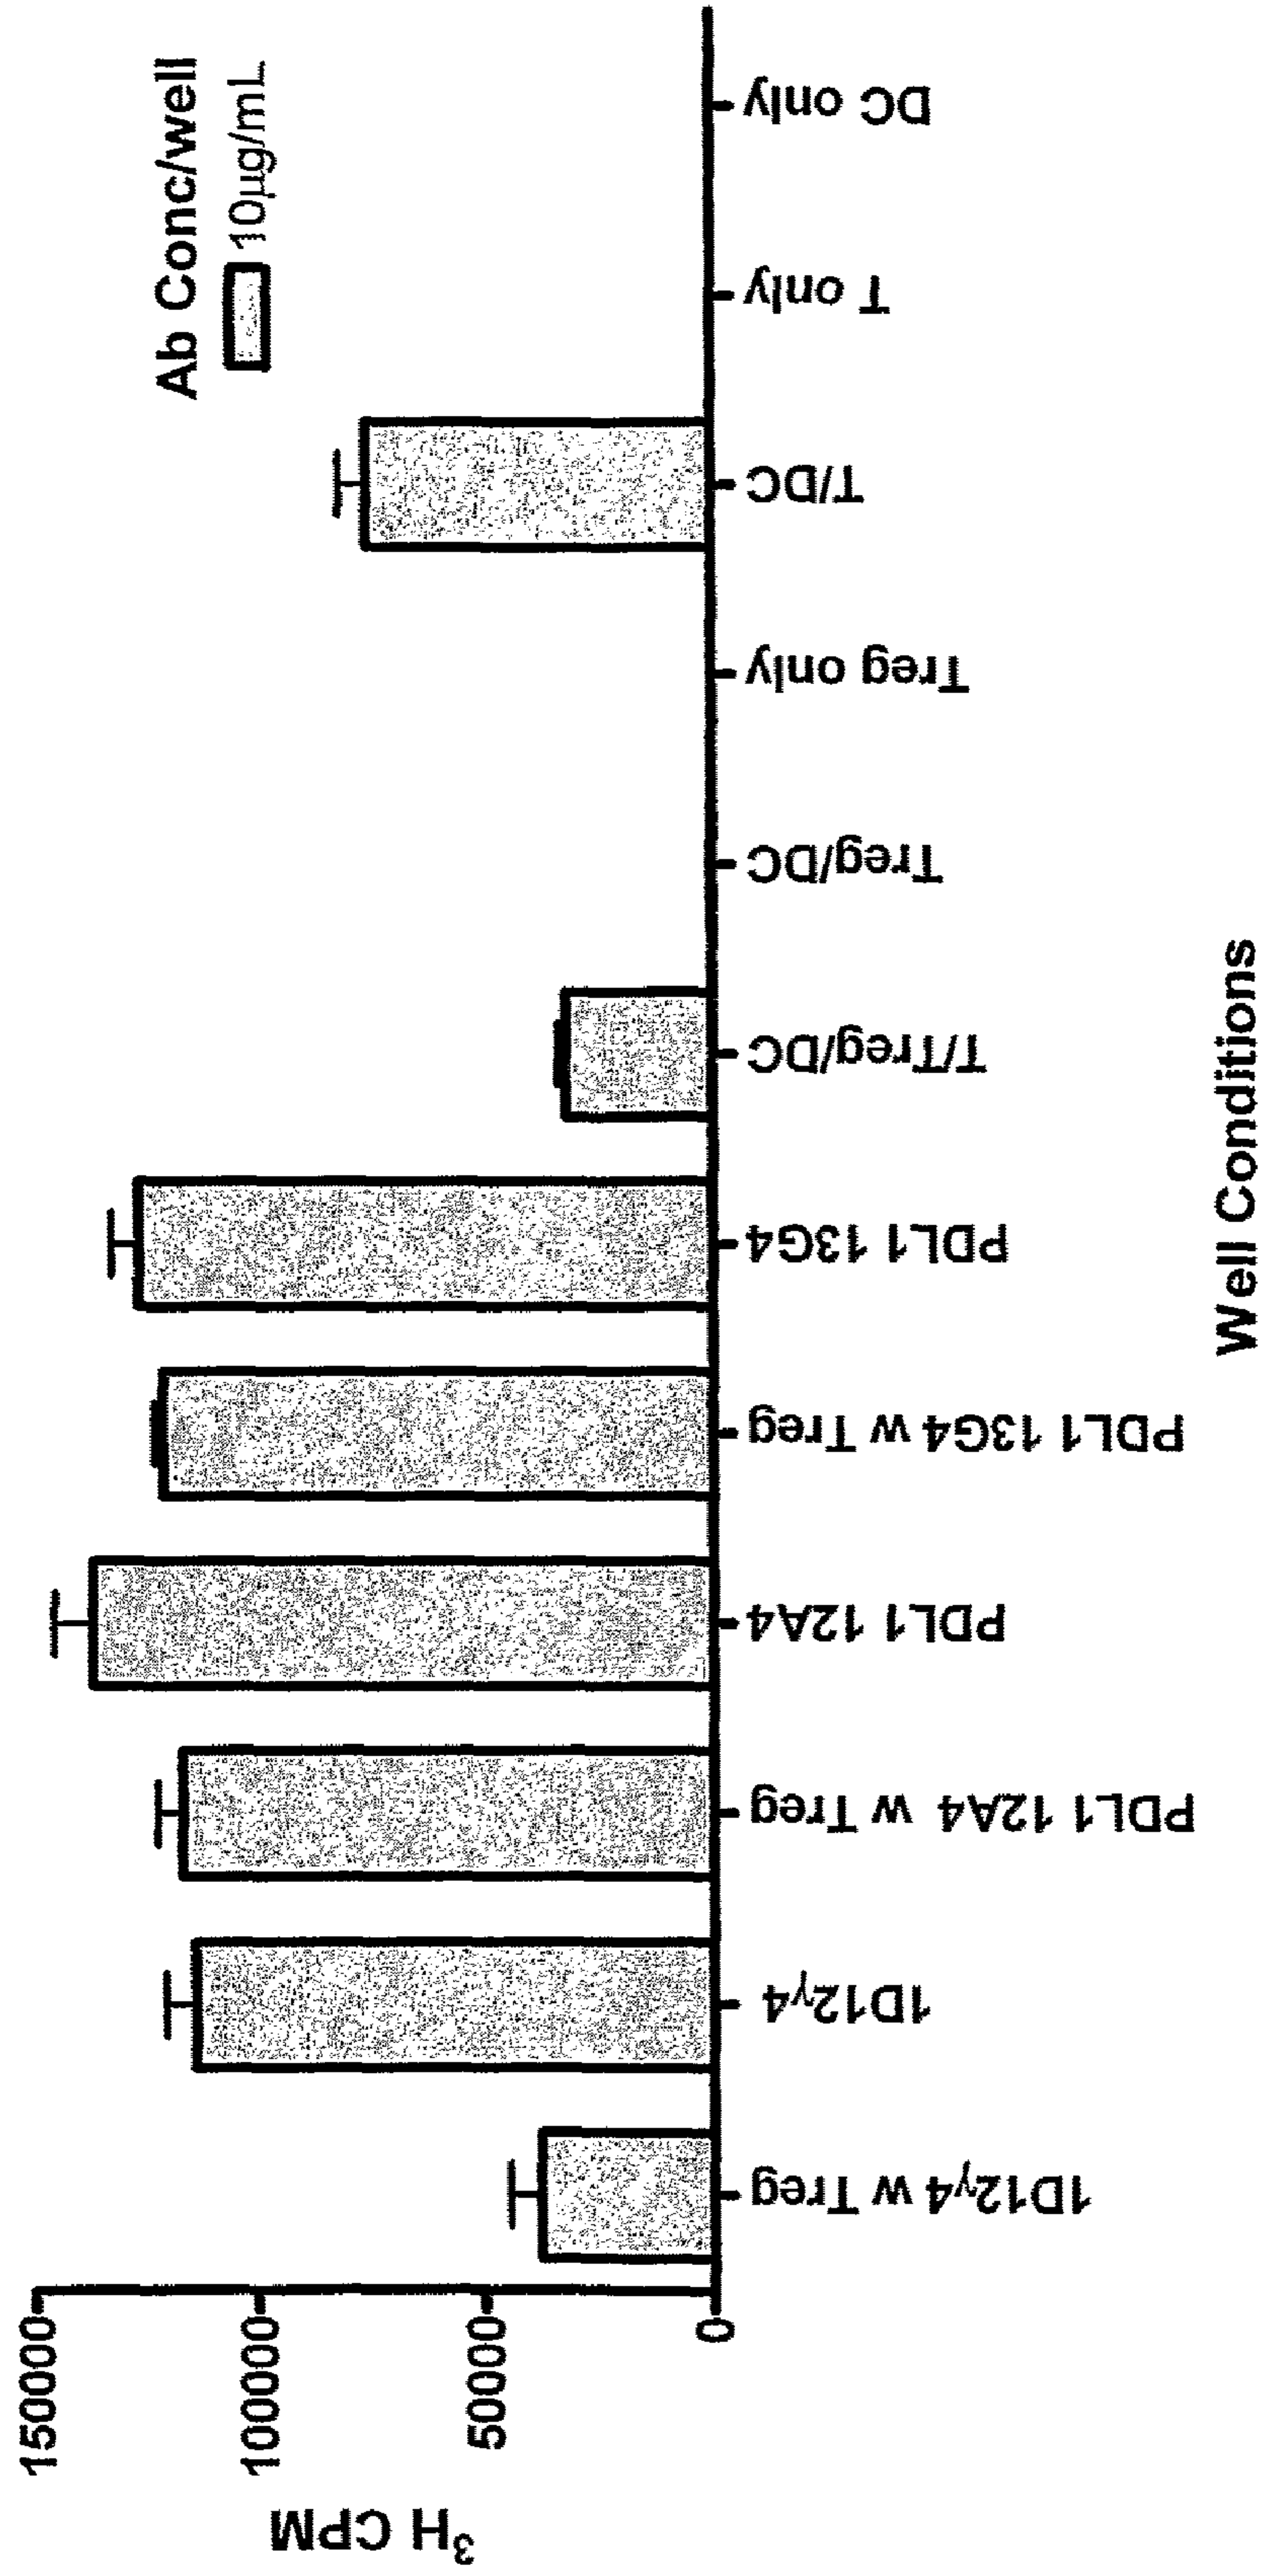 Ab Conc/well
10µg/mL
³H CPM
150000
100000
50000
0
1D12γ4 w Treg
1D12γ4
PDL1 12A4 w Treg
PDL1 12A4
PDL1 13G4 w Treg
PDL1 13G4
T/Treg/DC
Treg/DC
Treg only
T/DC
T only
DC only
Well Conditions